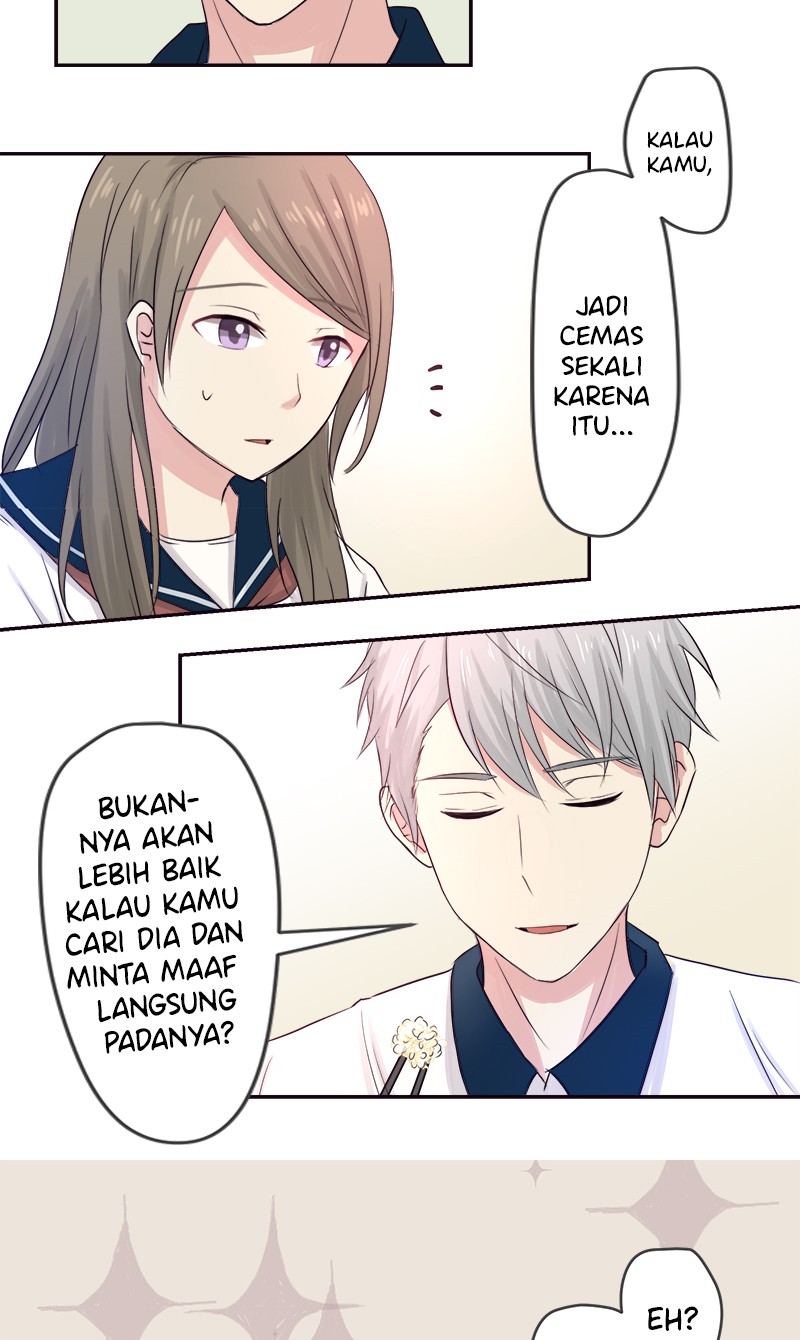 KALAU
KAMU,
JADI
CEMAS
SEKALI
KARENA
ITU...
BUKAN-
NYA AKAN
LEBIH BAIK
KALAU KAMU
CARI DIA DAN
MINTA MAAF
LANGSUNG
PADANYA?
EH?